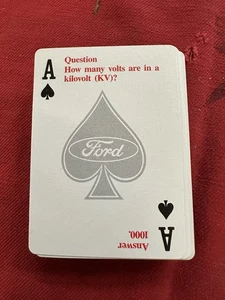 A
Question
How many volts are in a
kilovolt (KV)?
Ford
Answer
1000.
A